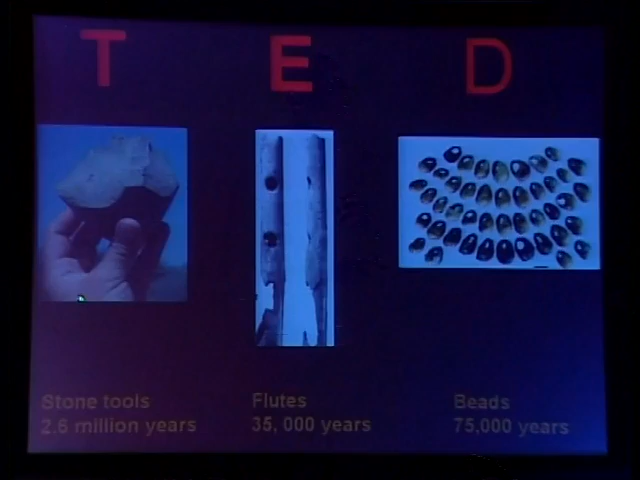 T E D
Stone tools
2.6 million years
Flutes
35, 000 years
Beads
75,000 years